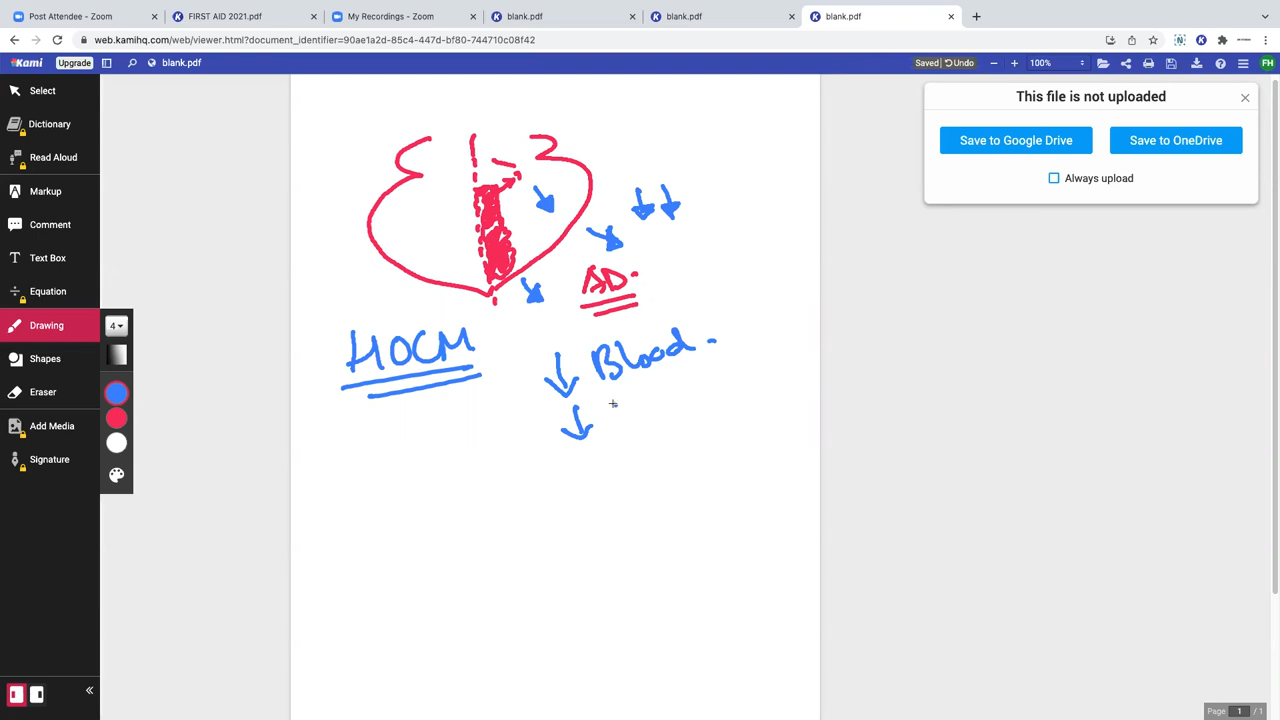 Post Attendee - Zoom
FIRST AID 2021.pdf
My Recordings - Zoom
blank.pdf
blank.pdf
blank.pdf
web.kamihq.com/web/viewer.html?document_identifier=90ae1a2d-85c4-447d-bf80-744710c08f42
Kami
Upgrade
blank.pdf
Saved
Undo
100%
FH
Select
Dictionary
Read Aloud
Markup
Comment
Text Box
Equation
Drawing
4
Shapes
Eraser
Add Media
Signature
This file is not uploaded
Save to Google Drive
Save to OneDrive
Always upload
AD.
HOCM
↓ Blood -
↓
Page 1 / 1